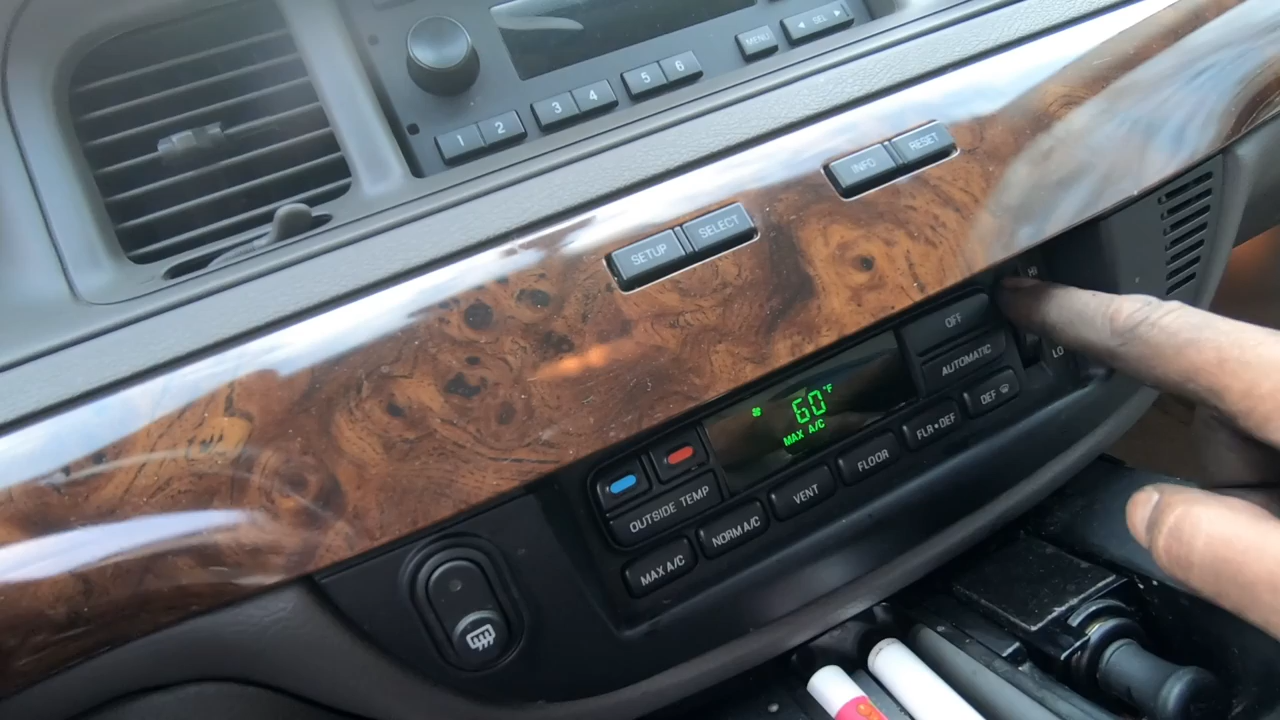 MENU
◄ SEL ►
1 2 3 4 5 6
INFO RESET
SETUP SELECT
HI
OFF
LO
AUTOMATIC
60°F
MAX A/C
DEF
FLR•DEF
FLOOR
VENT
OUTSIDE TEMP
NORM A/C
MAX A/C